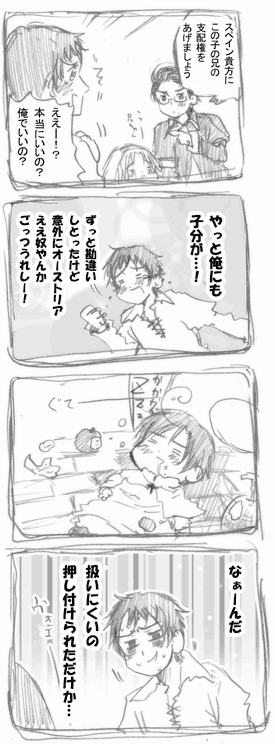 スペイン貴方に
この子の兄の
支配権を
あげましょう
ええー!?
本当にいいの?
俺でいいの?
やっと俺にも
子分が…!
ずっと勘違い
しとったけど
意外にオーストリア
ええ奴やんか
ごっつうれしー!
ぐて
なぁーんだ
扱いにくいの
押し付けられただけか…